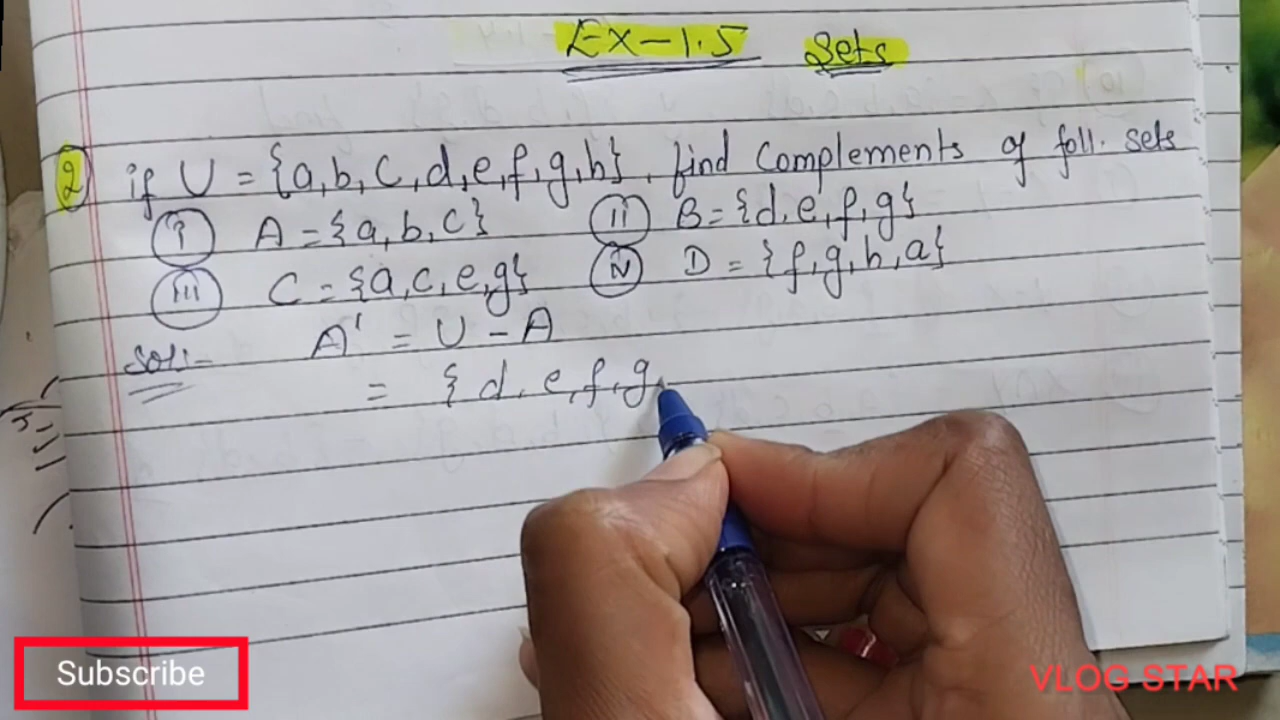 Ex-1.5 Sets
2) if U = {a,b,c,d,e,f,g,h}, find Complements of foll. sets
(i) A = {a,b,c} (ii) B = {d,e,f,g}
(iii) C = {a,c,e,g} (iv) D = {f,g,h,a}
Sol:- A' = U - A
= {d,e,f,g,
Subscribe
VLOG STAR